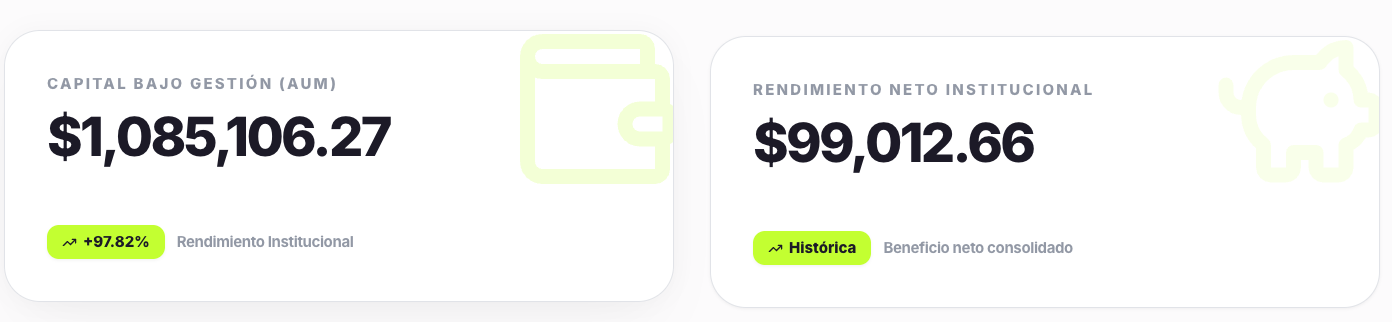 CAPITAL BAJO GESTIÓN (AUM)
$1,085,106.27
+97.82% Rendimiento Institucional
RENDIMIENTO NETO INSTITUCIONAL
$99,012.66
Histórica Beneficio neto consolidado